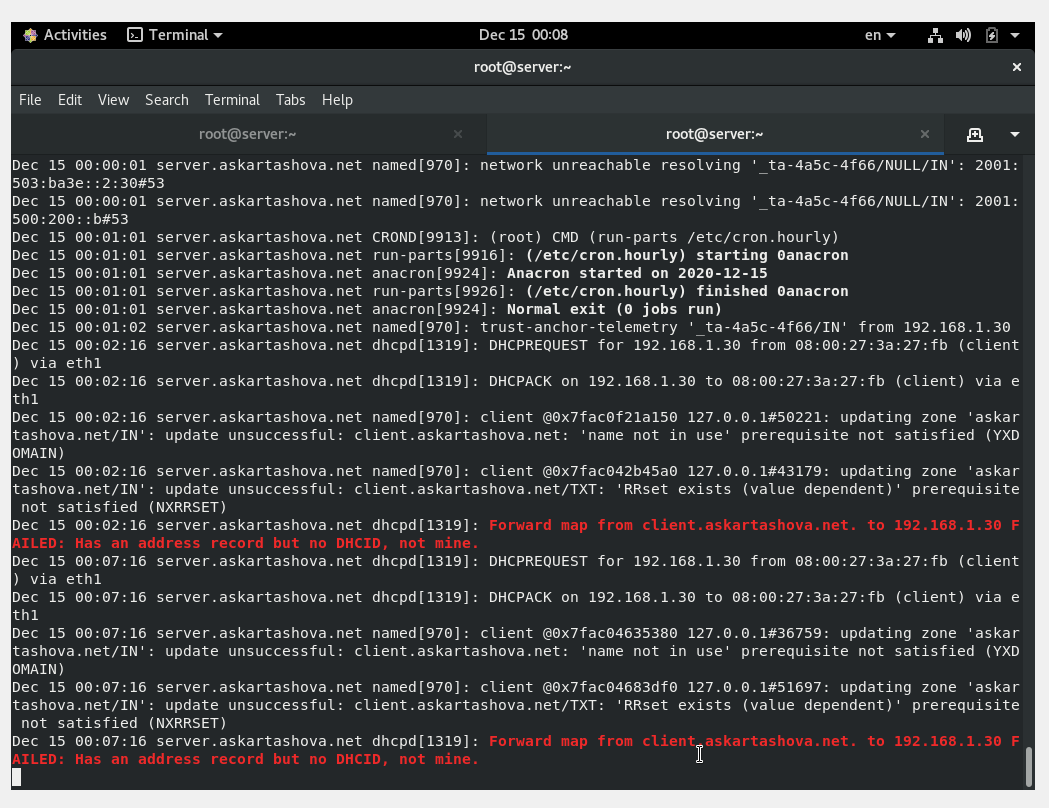 Activities Terminal Dec 15 00:08 en
root@server:~
File Edit View Search Terminal Tabs Help
root@server:~ root@server:~
Dec 15 00:00:01 server.askartashova.net named[970]: network unreachable resolving '_ta-4a5c-4f66/NULL/IN': 2001:
503:ba3e::2:30#53
Dec 15 00:00:01 server.askartashova.net named[970]: network unreachable resolving '_ta-4a5c-4f66/NULL/IN': 2001:
500:200::b#53
Dec 15 00:01:01 server.askartashova.net CROND[9913]: (root) CMD (run-parts /etc/cron.hourly)
Dec 15 00:01:01 server.askartashova.net run-parts[9916]: (/etc/cron.hourly) starting 0anacron
Dec 15 00:01:01 server.askartashova.net anacron[9924]: Anacron started on 2020-12-15
Dec 15 00:01:01 server.askartashova.net run-parts[9926]: (/etc/cron.hourly) finished 0anacron
Dec 15 00:01:01 server.askartashova.net anacron[9924]: Normal exit (0 jobs run)
Dec 15 00:01:02 server.askartashova.net named[970]: trust-anchor-telemetry '_ta-4a5c-4f66/IN' from 192.168.1.30
Dec 15 00:02:16 server.askartashova.net dhcpd[1319]: DHCPREQUEST for 192.168.1.30 from 08:00:27:3a:27:fb (client
) via eth1
Dec 15 00:02:16 server.askartashova.net dhcpd[1319]: DHCPACK on 192.168.1.30 to 08:00:27:3a:27:fb (client) via e
th1
Dec 15 00:02:16 server.askartashova.net named[970]: client @0x7fac0f21a150 127.0.0.1#50221: updating zone 'askar
tashova.net/IN': update unsuccessful: client.askartashova.net: 'name not in use' prerequisite not satisfied (YXD
OMAIN)
Dec 15 00:02:16 server.askartashova.net named[970]: client @0x7fac042b45a0 127.0.0.1#43179: updating zone 'askar
tashova.net/IN': update unsuccessful: client.askartashova.net/TXT: 'RRset exists (value dependent)' prerequisite
not satisfied (NXRRSET)
Dec 15 00:02:16 server.askartashova.net dhcpd[1319]: Forward map from client.askartashova.net. to 192.168.1.30 F
AILED: Has an address record but no DHCID, not mine.
Dec 15 00:07:16 server.askartashova.net dhcpd[1319]: DHCPREQUEST for 192.168.1.30 from 08:00:27:3a:27:fb (client
) via eth1
Dec 15 00:07:16 server.askartashova.net dhcpd[1319]: DHCPACK on 192.168.1.30 to 08:00:27:3a:27:fb (client) via e
th1
Dec 15 00:07:16 server.askartashova.net named[970]: client @0x7fac04635380 127.0.0.1#36759: updating zone 'askar
tashova.net/IN': update unsuccessful: client.askartashova.net: 'name not in use' prerequisite not satisfied (YXD
OMAIN)
Dec 15 00:07:16 server.askartashova.net named[970]: client @0x7fac04683df0 127.0.0.1#51697: updating zone 'askar
tashova.net/IN': update unsuccessful: client.askartashova.net/TXT: 'RRset exists (value dependent)' prerequisite
not satisfied (NXRRSET)
Dec 15 00:07:16 server.askartashova.net dhcpd[1319]: Forward map from client.askartashova.net. to 192.168.1.30 F
AILED: Has an address record but no DHCID, not mine.